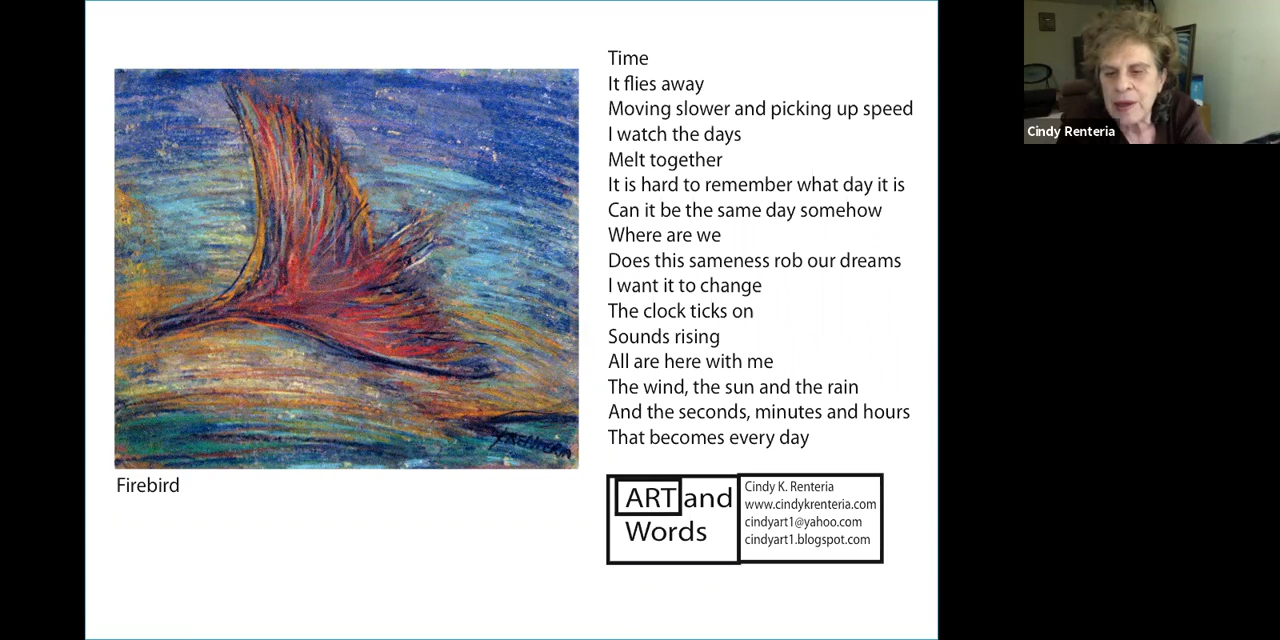 Time
It flies away
Moving slower and picking up speed
I watch the days
Melt together
It is hard to remember what day it is
Can it be the same day somehow
Where are we
Does this sameness rob our dreams
I want it to change
The clock ticks on
Sounds rising
All are here with me
The wind, the sun and the rain
And the seconds, minutes and hours
That becomes every day
Firebird
ART and
Words
Cindy K. Renteria
www.cindykrenteria.com
cindyart1@yahoo.com
cindyart1.blogspot.com
Cindy Renteria